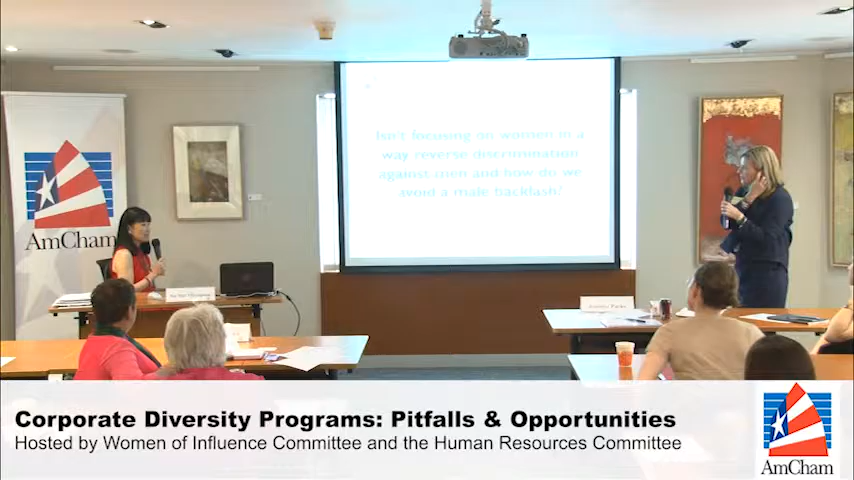 Isn't focusing on women in a
way reverse discrimination
against men and how do we
avoid a male backlash?
AmCham
Corporate Diversity Programs: Pitfalls & Opportunities
Hosted by Women of Influence Committee and the Human Resources Committee
AmCham